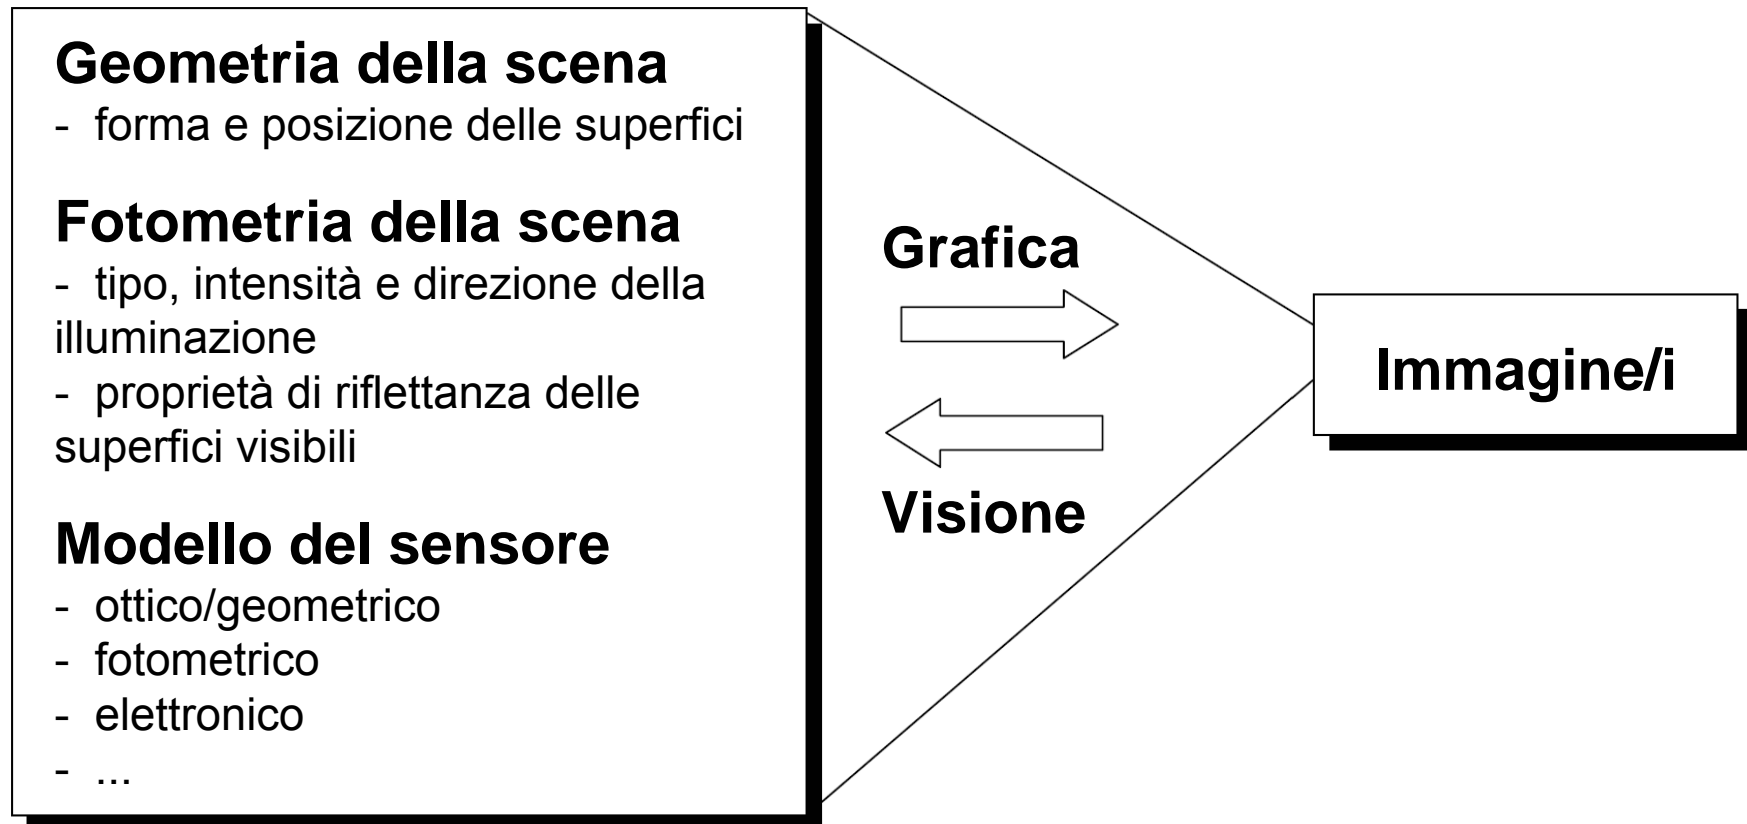 Geometria della scena
- forma e posizione delle superfici
Fotometria della scena
- tipo, intensità e direzione della
illuminazione
- proprietà di riflettanza delle
superfici visibili
Modello del sensore
- ottico/geometrico
- fotometrico
- elettronico
- ...
Grafica
Visione
Immagine/i